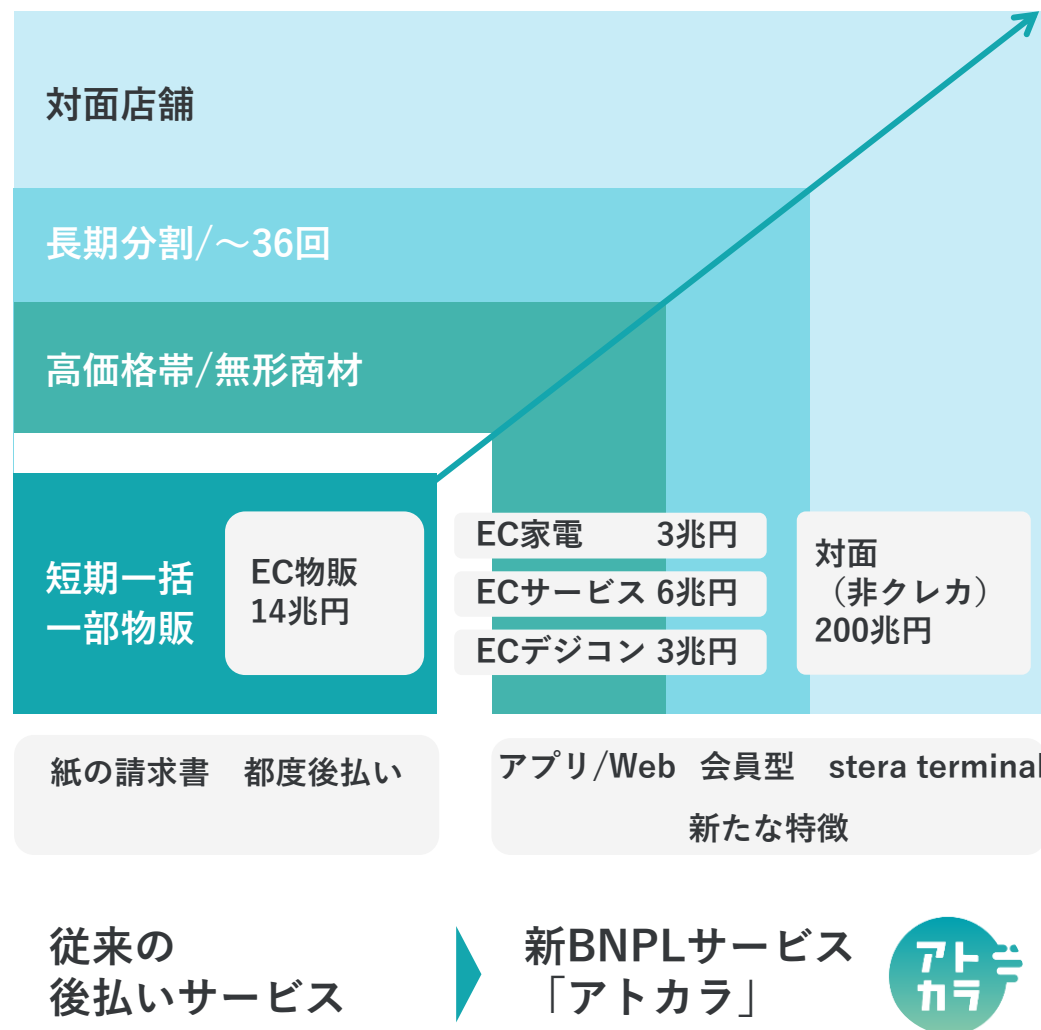 対面店舗
長期分割/～36回
高価格帯/無形商材
短期一括
一部物販
EC物販
14兆円
EC家電 3兆円
ECサービス 6兆円
ECデジコン 3兆円
対面
（非クレカ）
200兆円
紙の請求書 都度後払い
アプリ/Web 会員型 stera terminal
新たな特徴
従来の
後払いサービス
新BNPLサービス
「アトカラ」
アト
カラ